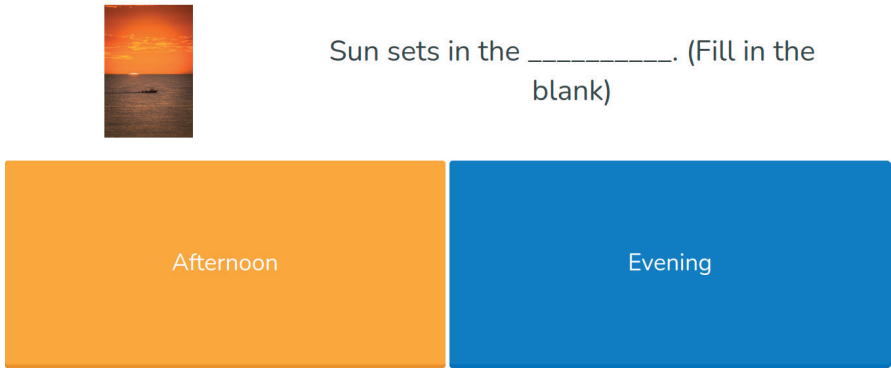 Sun sets in the __________. (Fill in the
blank)
Afternoon
Evening